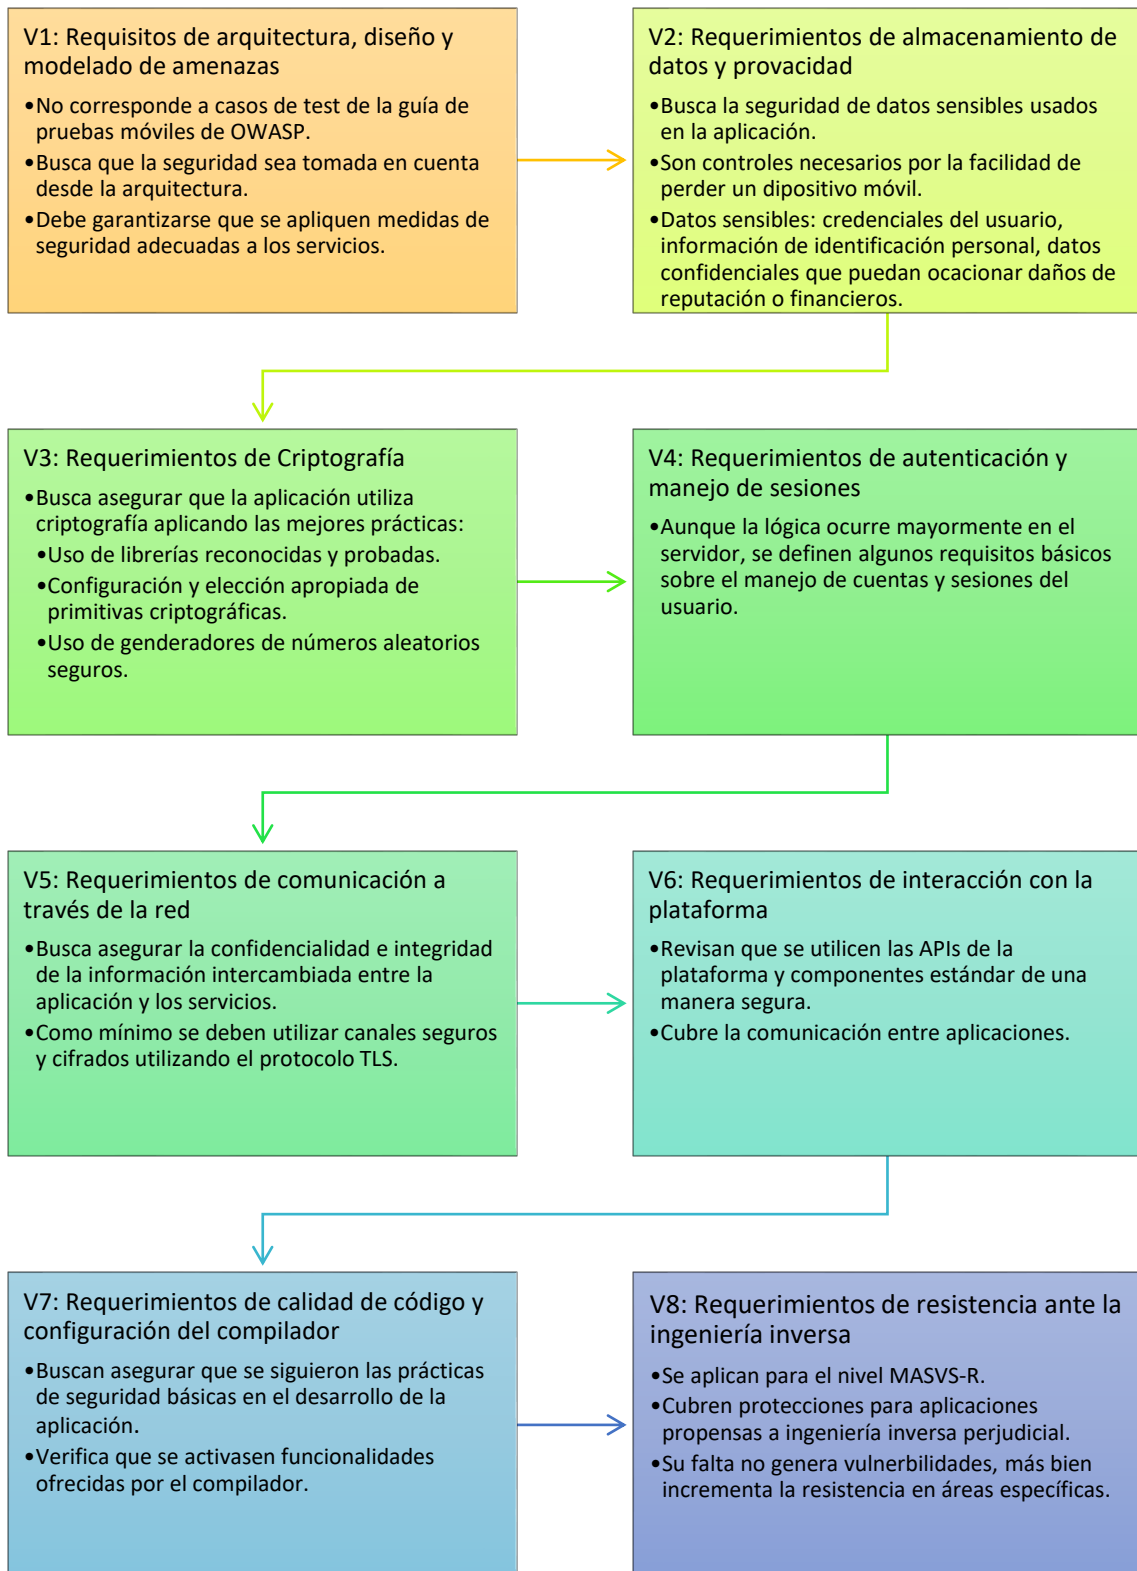 V1: Requisitos de arquitectura, diseño y
modelado de amenazas
•No corresponde a casos de test de la guía de
pruebas móviles de OWASP.
•Busca que la seguridad sea tomada en cuenta
desde la arquitectura.
•Debe garantizarse que se apliquen medidas de
seguridad adecuadas a los servicios.
V2: Requerimientos de almacenamiento de
datos y provacidad
•Busca la seguridad de datos sensibles usados
en la aplicación.
•Son controles necesarios por la facilidad de
perder un dipositivo móvil.
•Datos sensibles: credenciales del usuario,
información de identificación personal, datos
confidenciales que puedan ocacionar daños de
reputación o financieros.
V3: Requerimientos de Criptografía
•Busca asegurar que la aplicación utiliza
criptografía aplicando las mejores prácticas:
•Uso de librerías reconocidas y probadas.
•Configuración y elección apropiada de
primitivas criptográficas.
•Uso de genderadores de números aleatorios
seguros.
V4: Requerimientos de autenticación y
manejo de sesiones
•Aunque la lógica ocurre mayormente en el
servidor, se definen algunos requisitos básicos
sobre el manejo de cuentas y sesiones del
usuario.
V5: Requerimientos de comunicación a
través de la red
•Busca asegurar la confidencialidad e integridad
de la información intercambiada entre la
aplicación y los servicios.
•Como mínimo se deben utilizar canales seguros
y cifrados utilizando el protocolo TLS.
V6: Requerimientos de interacción con la
plataforma
•Revisan que se utilicen las APIs de la
plataforma y componentes estándar de una
manera segura.
•Cubre la comunicación entre aplicaciones.
V7: Requerimientos de calidad de código y
configuración del compilador
•Buscan asegurar que se siguieron las prácticas
de seguridad básicas en el desarrollo de la
aplicación.
•Verifica que se activasen funcionalidades
ofrecidas por el compilador.
V8: Requerimientos de resistencia ante la
ingeniería inversa
•Se aplican para el nivel MASVS-R.
•Cubren protecciones para aplicaciones
propensas a ingeniería inversa perjudicial.
•Su falta no genera vulnerbilidades, más bien
incrementa la resistencia en áreas específicas.